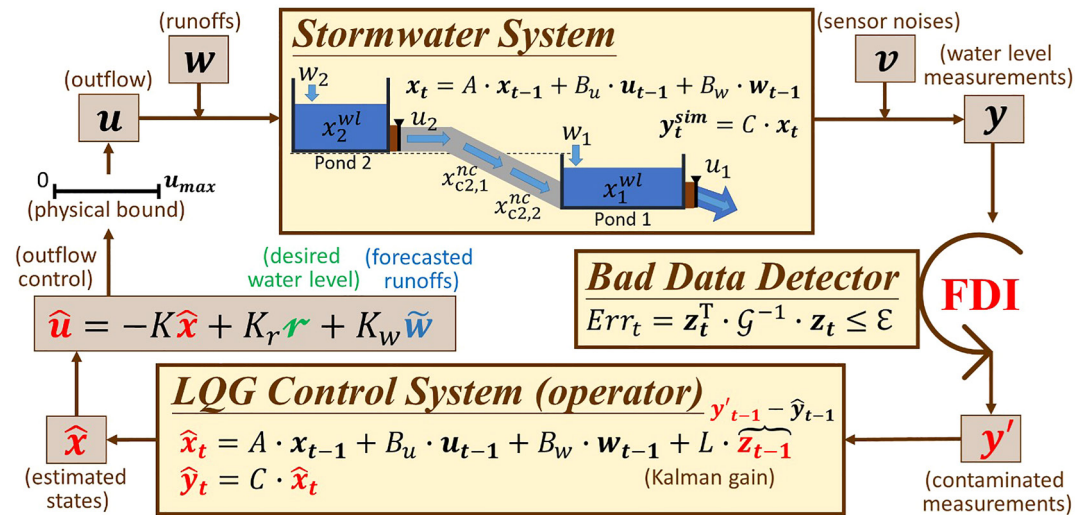 (runoffs)
w
(outflow)
u
0
u_max
(physical bound)
(outflow
control)
Stormwater System
w_2
x_2^{wl}
u_2
Pond 2
x_{c2,1}^{nc}
x_{c2,2}^{nc}
w_1
x_1^{wl}
u_1
Pond 1
x_t = A · x_{t-1} + B_u · u_{t-1} + B_w · w_{t-1}
y_t^{sim} = C · x_t
(sensor noises)
v
(water level
measurements)
y
(desired
water level)
(forecasted
runoffs)
û = −Kx̂ + K_r r + K_w w̃
Bad Data Detector
Err_t = z_t^T · 𝒢^{-1} · z_t ≤ ℇ
FDI
LQG Control System (operator)
y'_{t-1} − ŷ_{t-1}
x̂_t = A · x_{t-1} + B_u · u_{t-1} + B_w · w_{t-1} + L · z_{t-1}
ŷ_t = C · x̂_t
(Kalman gain)
x̂
(estimated
states)
y'
(contaminated
measurements)